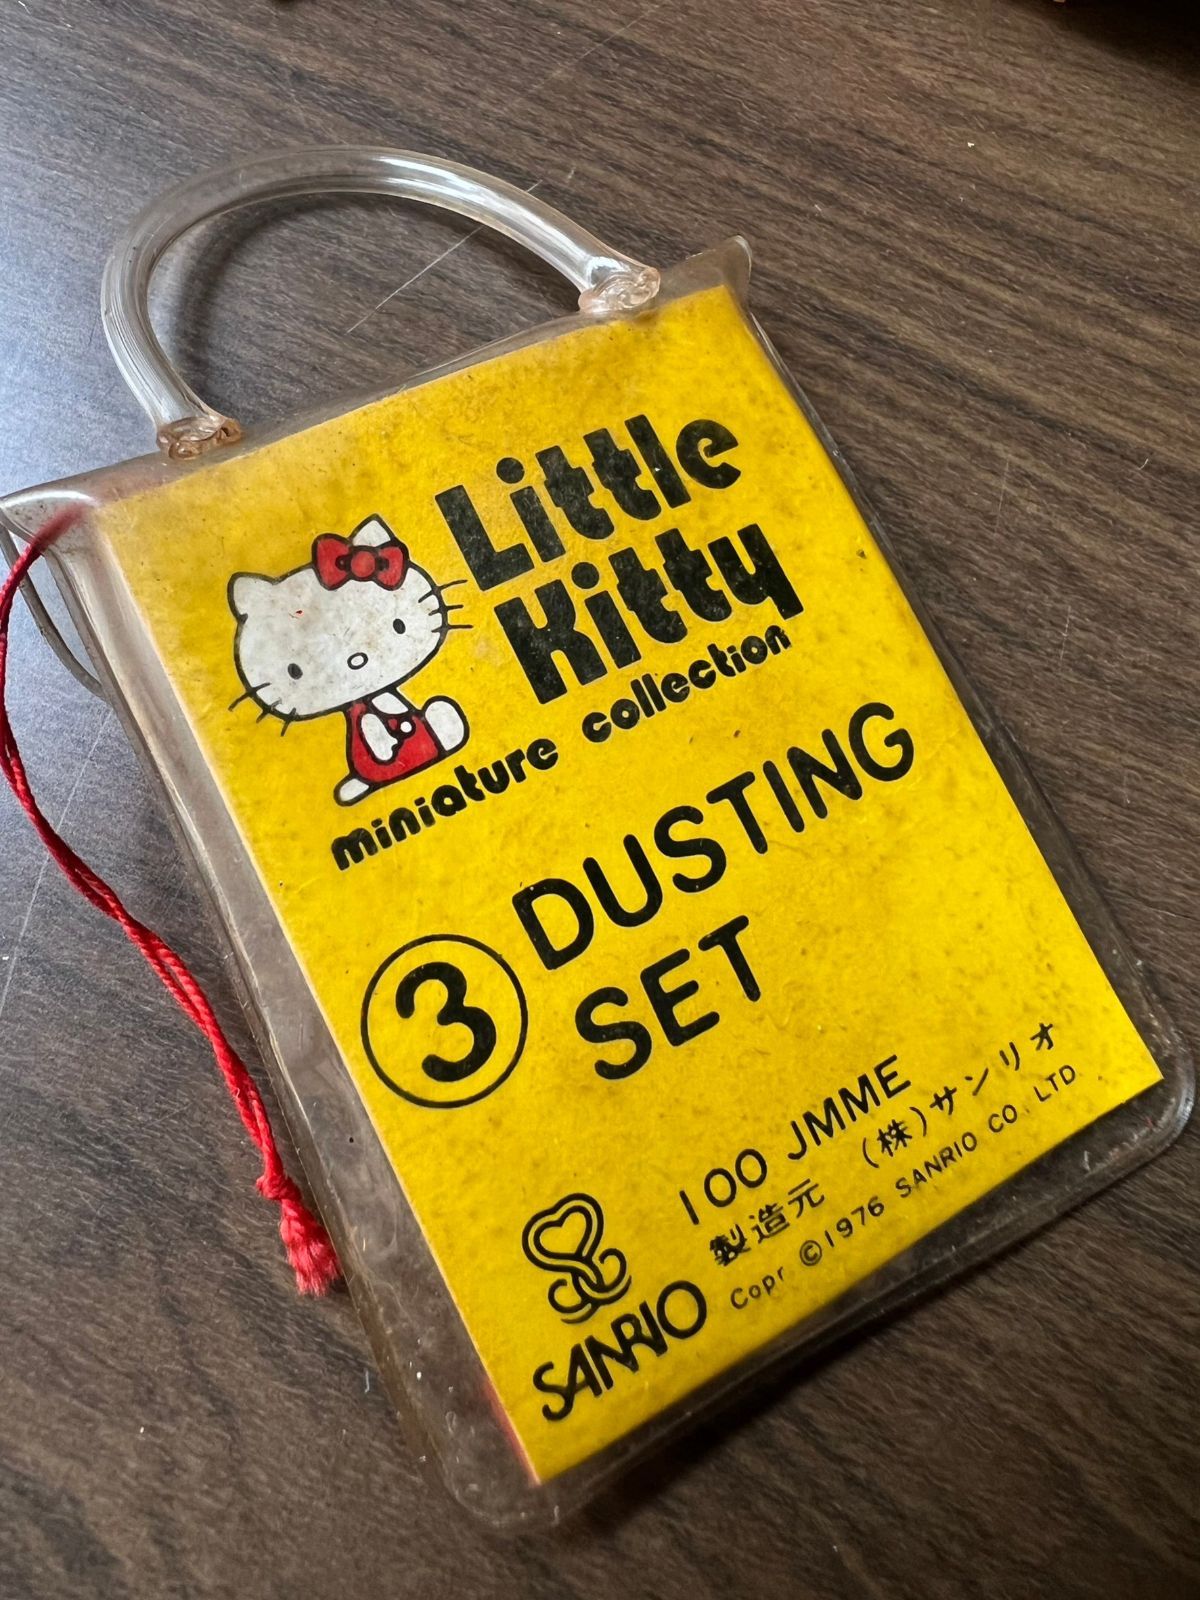 Little
Kitty
miniature collection
3 DUSTING
SET
100 JMME
製造元 (株)サンリオ
Copr ©1976 SANRIO CO. LTD
SANRIO